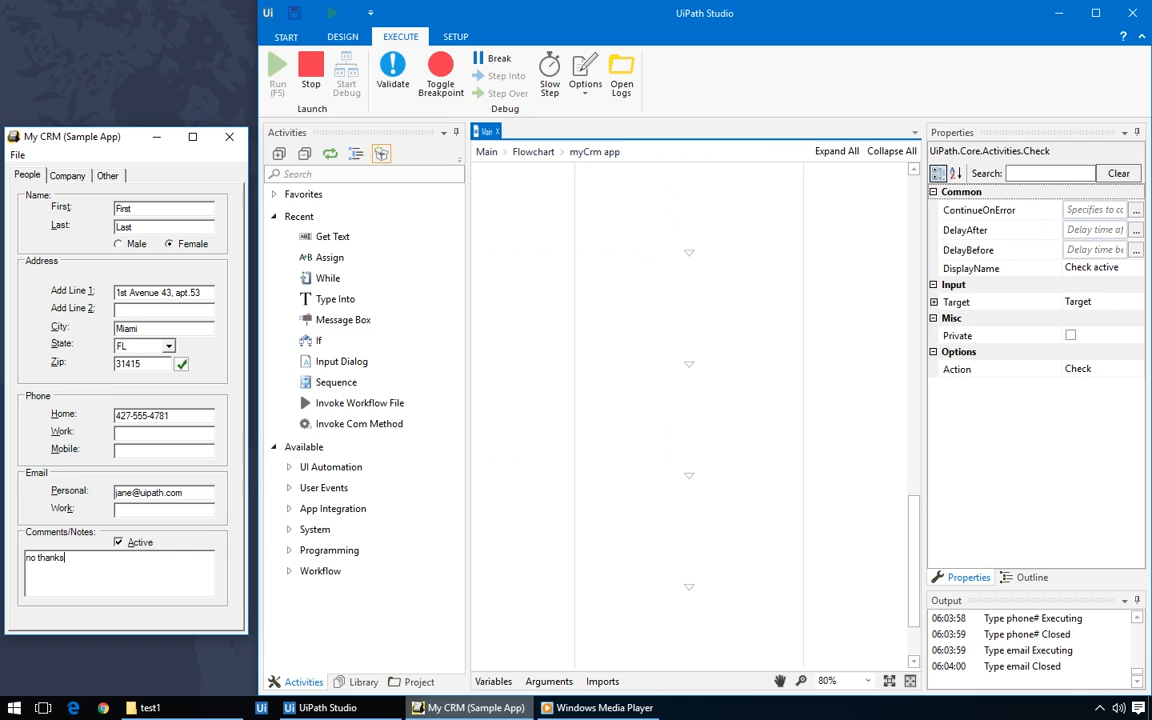 Ui
UiPath Studio
START
DESIGN
EXECUTE
SETUP
?
Run (F5)
Stop
Start Debug
Launch
Validate
Toggle Breakpoint
Break
Step Into
Step Over
Debug
Slow Step
Options
Open Logs
My CRM (Sample App)
File
People
Company
Other
Name:
First: First
Last: Last
Male
Female
Address
Add Line 1: 1st Avenue 43, apt.53
Add Line 2:
City: Miami
State: FL
Zip: 31415
Phone
Home: 427-555-4781
Work:
Mobile:
Email
Personal: jane@uipath.com
Work:
Comments/Notes:
Active
no thanks
Activities
Search
Favorites
Recent
Get Text
A+B Assign
While
Type Into
Message Box
If
Input Dialog
Sequence
Invoke Workflow File
Invoke Com Method
Available
UI Automation
User Events
App Integration
System
Programming
Workflow
Activities
Library
Project
Main X
Main > Flowchart > myCrm app
Expand All
Collapse All
Variables
Arguments
Imports
80%
Properties
UiPath.Core.Activities.Check
Search:
Clear
Common
ContinueOnError Specifies to cc ...
DelayAfter Delay time af ...
DelayBefore Delay time be ...
DisplayName Check active
Input
Target Target
Misc
Private
Options
Action Check
Properties
Outline
Output
06:03:58 Type phone# Executing
06:03:59 Type phone# Closed
06:03:59 Type email Executing
06:04:00 Type email Closed
test1
Ui
Ui UiPath Studio
My CRM (Sample App)
Windows Media Player